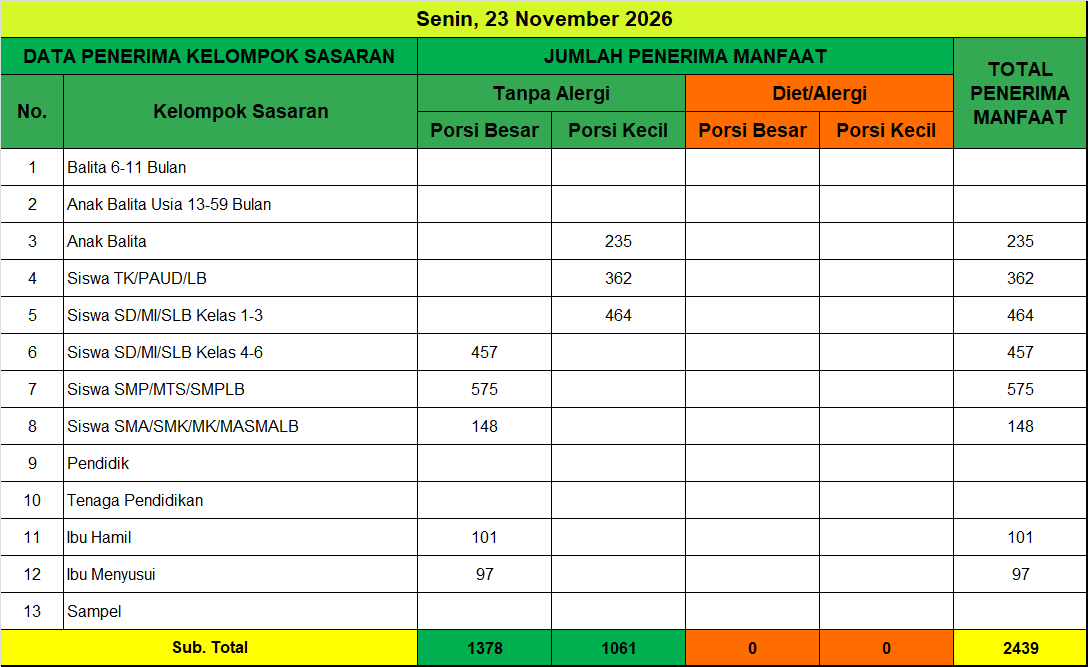 Senin, 23 November 2026
DATA PENERIMA KELOMPOK SASARAN JUMLAH PENERIMA MANFAAT TOTAL PENERIMA MANFAAT
No. Kelompok Sasaran Tanpa Alergi Diet/Alergi
Porsi Besar Porsi Kecil Porsi Besar Porsi Kecil
1 Balita 6-11 Bulan
2 Anak Balita Usia 13-59 Bulan
3 Anak Balita 235 235
4 Siswa TK/PAUD/LB 362 362
5 Siswa SD/MI/SLB Kelas 1-3 464 464
6 Siswa SD/MI/SLB Kelas 4-6 457 457
7 Siswa SMP/MTS/SMPLB 575 575
8 Siswa SMA/SMK/MK/MASMALB 148 148
9 Pendidik
10 Tenaga Pendidikan
11 Ibu Hamil 101 101
12 Ibu Menyusui 97 97
13 Sampel
Sub. Total 1378 1061 0 0 2439